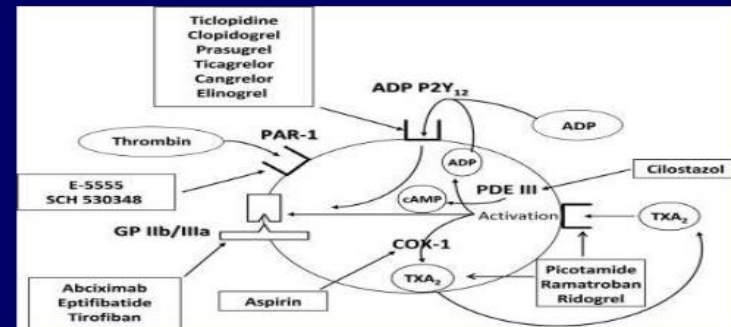 Ticlopidine
Clopidogrel
Prasugrel
Ticagrelor
Cangrelor
Elinogrel
ADP P2Y₁₂
ADP
Thrombin
PAR-1
ADP
Cilostazol
E-5555
SCH 530348
PDE III
cAMP
Activation
TXA₂
GP IIb/IIIa
COX-1
Abciximab
Eptifibatide
Tirofiban
Aspirin
TXA₂
Picotamide
Ramatroban
Ridogrel